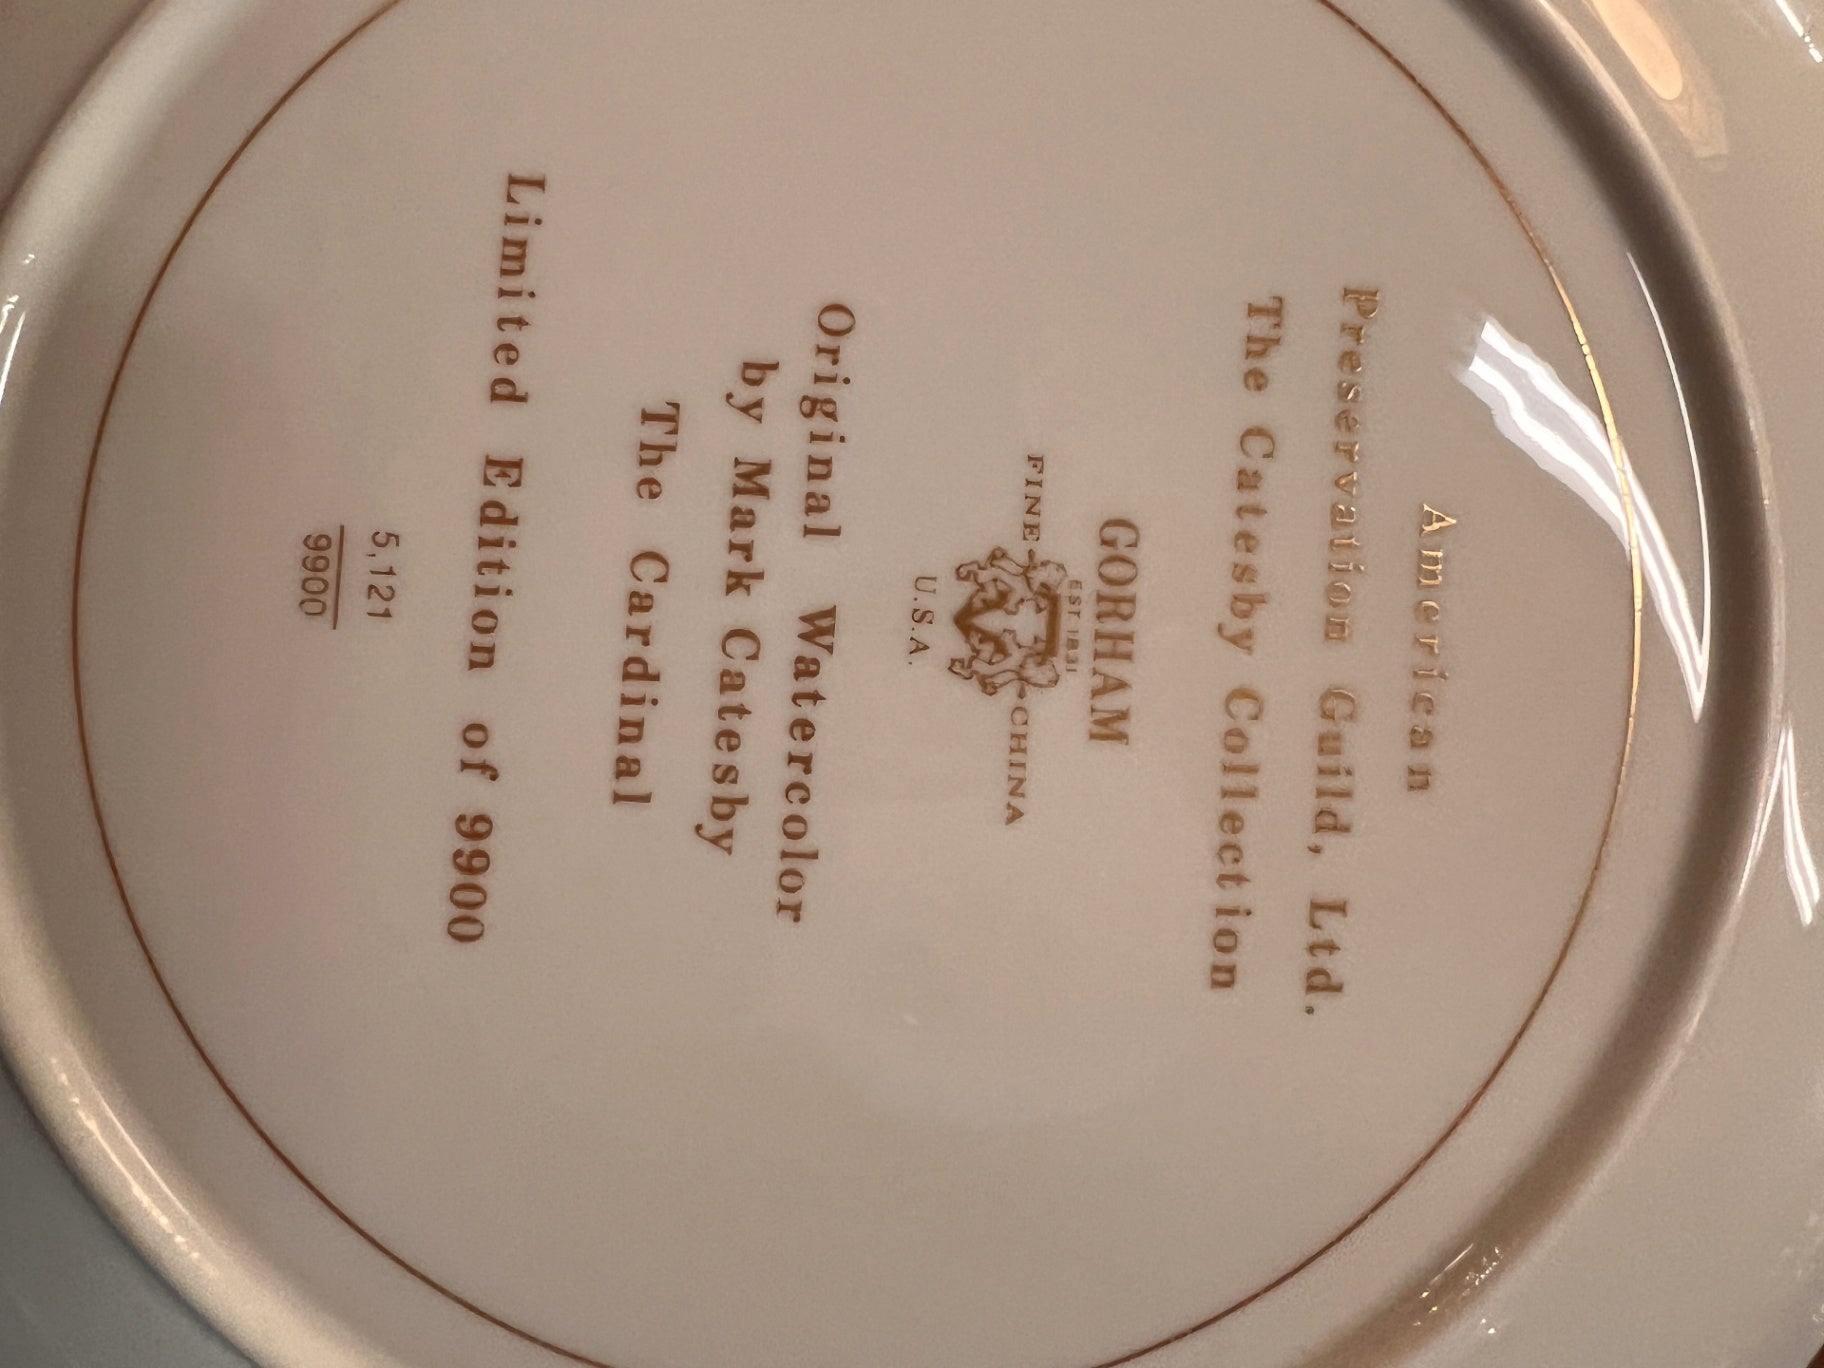 American
Preservation Guild, Ltd.
The Catesby Collection
GORHAM
EST 1831
FINE CHINA
U.S.A.
Original Watercolor
by Mark Catesby
The Cardinal
Limited Edition of 9900
5,121
9900